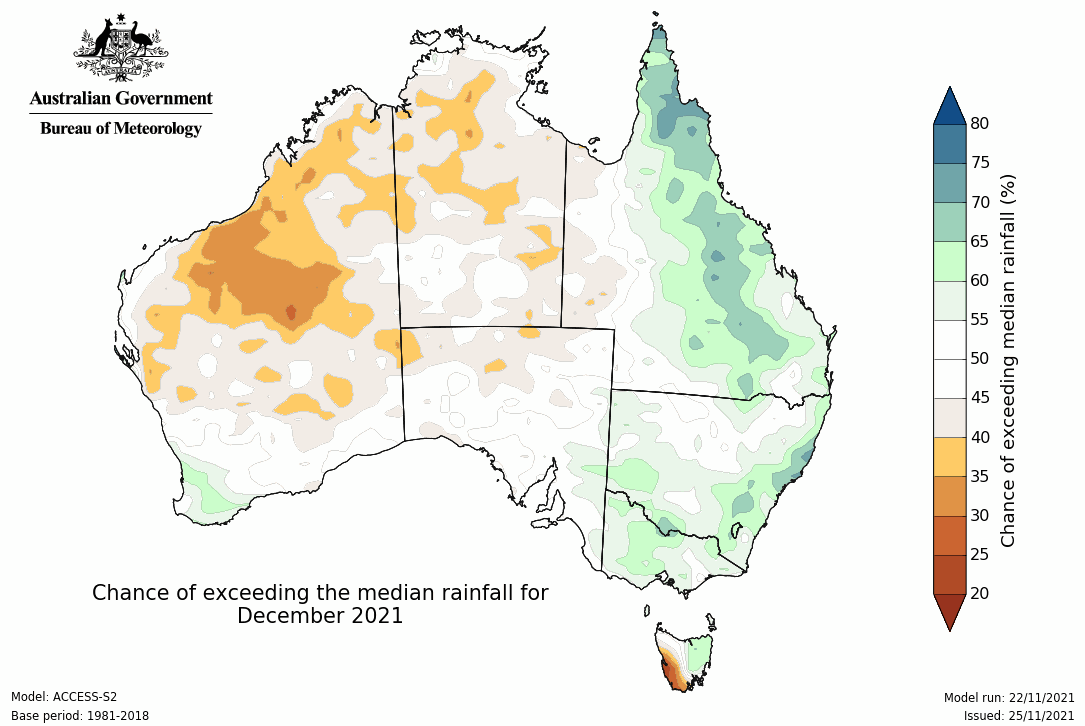 Australian Government
Bureau of Meteorology
80
75
70
65
60
55
50
45
40
35
30
25
20
Chance of exceeding median rainfall (%)
Chance of exceeding the median rainfall for
December 2021
Model: ACCESS-S2
Base period: 1981-2018
Model run: 22/11/2021
Issued: 25/11/2021